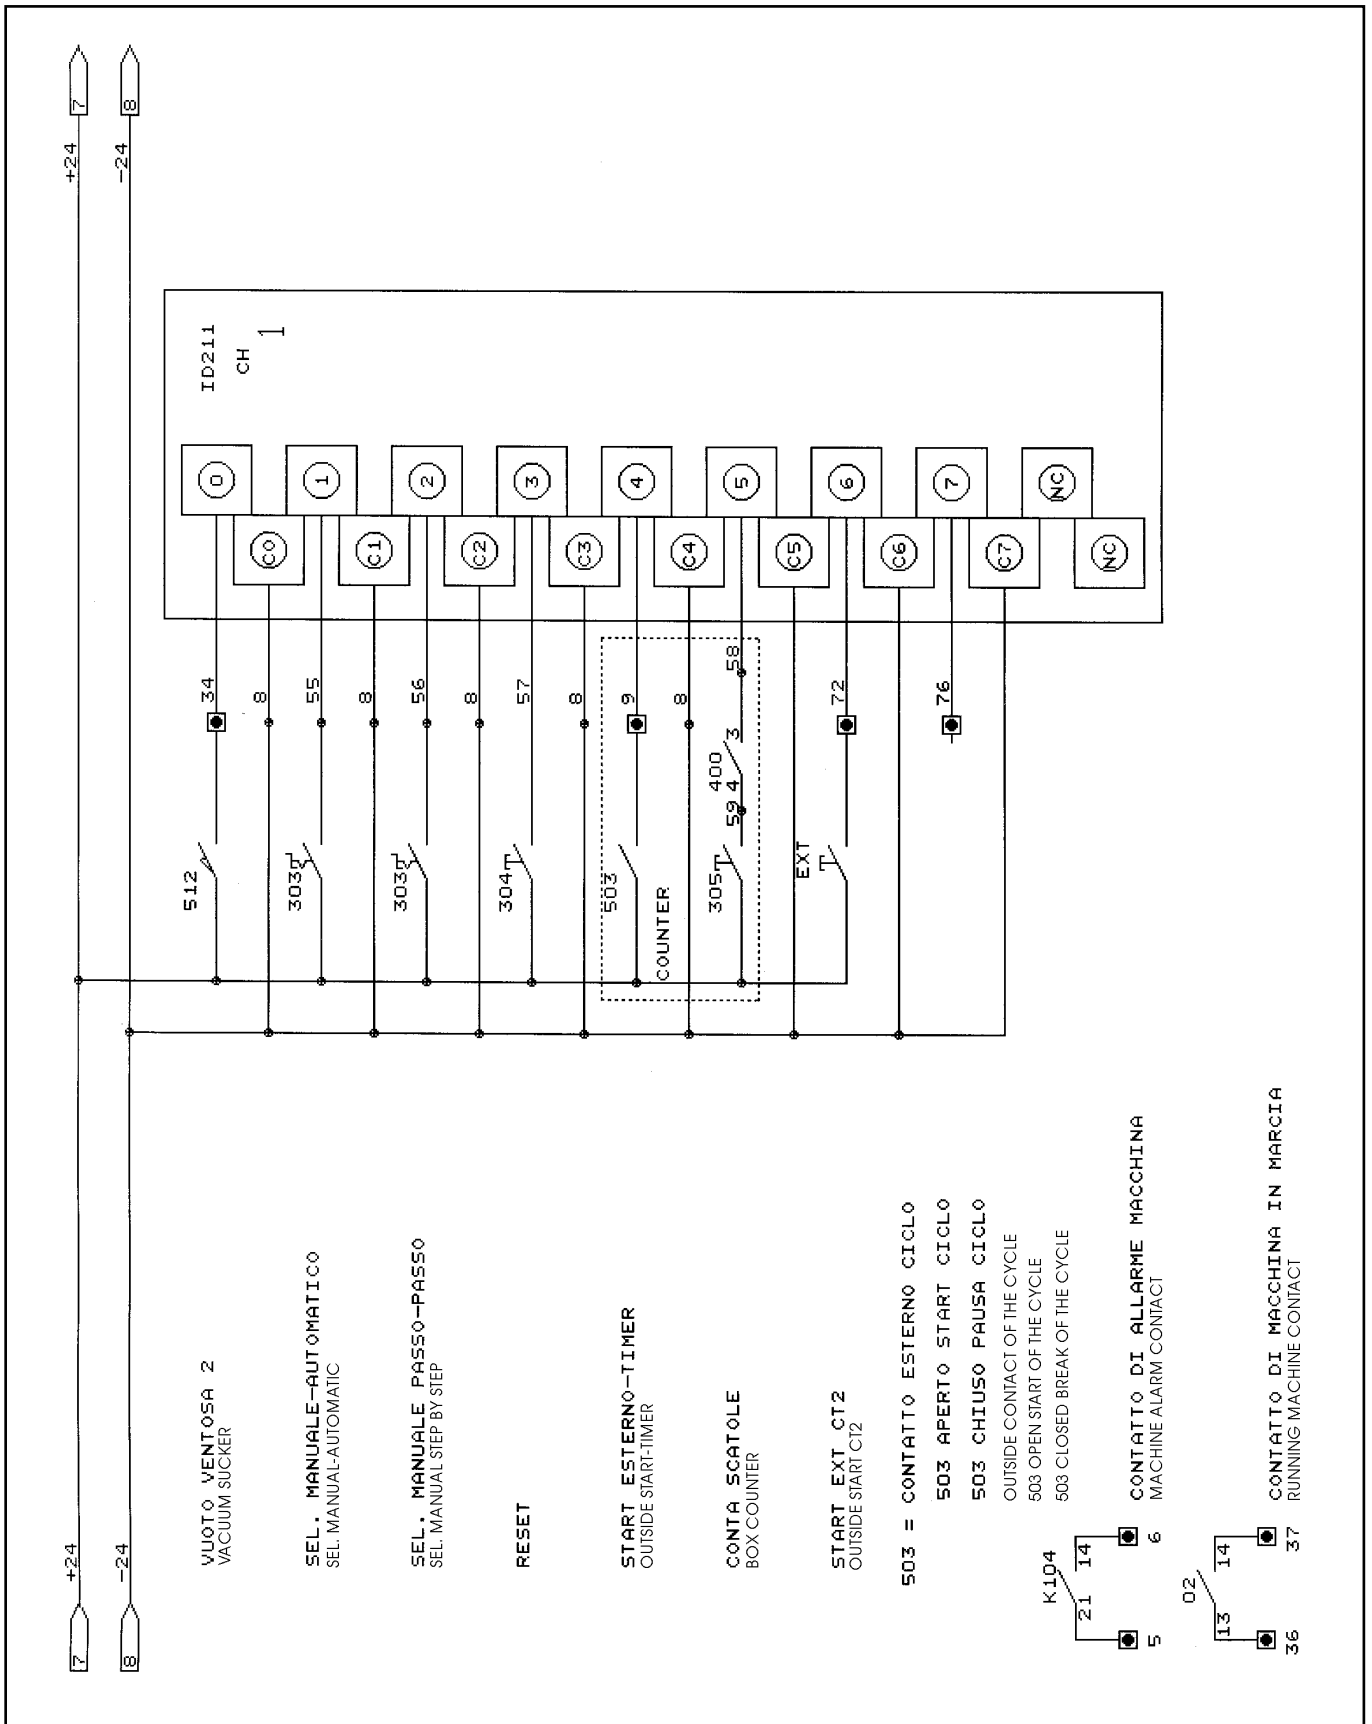 7
+24
+24
7
8
-24
-24
8
ID211
CH 1
VUOTO VENTOSA 2
VACUUM SUCKER
512
34
0
8
C0
SEL. MANUALE-AUTOMATICO
SEL. MANUAL-AUTOMATIC
303
55
1
8
C1
SEL. MANUALE PASSO-PASSO
SEL. MANUAL STEP BY STEP
303
56
2
8
C2
RESET
304
57
3
8
C3
START ESTERNO-TIMER
OUTSIDE START-TIMER
503
9
4
COUNTER
8
C4
CONTA SCATOLE
BOX COUNTER
305
59
4
400
3
58
5
C5
START EXT CT2
OUTSIDE START CT2
EXT
72
6
C6
76
7
C7
NC
NC
503 = CONTATTO ESTERNO CICLO
503 APERTO START CICLO
503 CHIUSO PAUSA CICLO
OUTSIDE CONTACT OF THE CYCLE
503 OPEN START OF THE CYCLE
503 CLOSED BREAK OF THE CYCLE
K104
21
14
5
6
CONTATTO DI ALLARME MACCHINA
MACHINE ALARM CONTACT
02
13
14
36
37
CONTATTO DI MACCHINA IN MARCIA
RUNNING MACHINE CONTACT